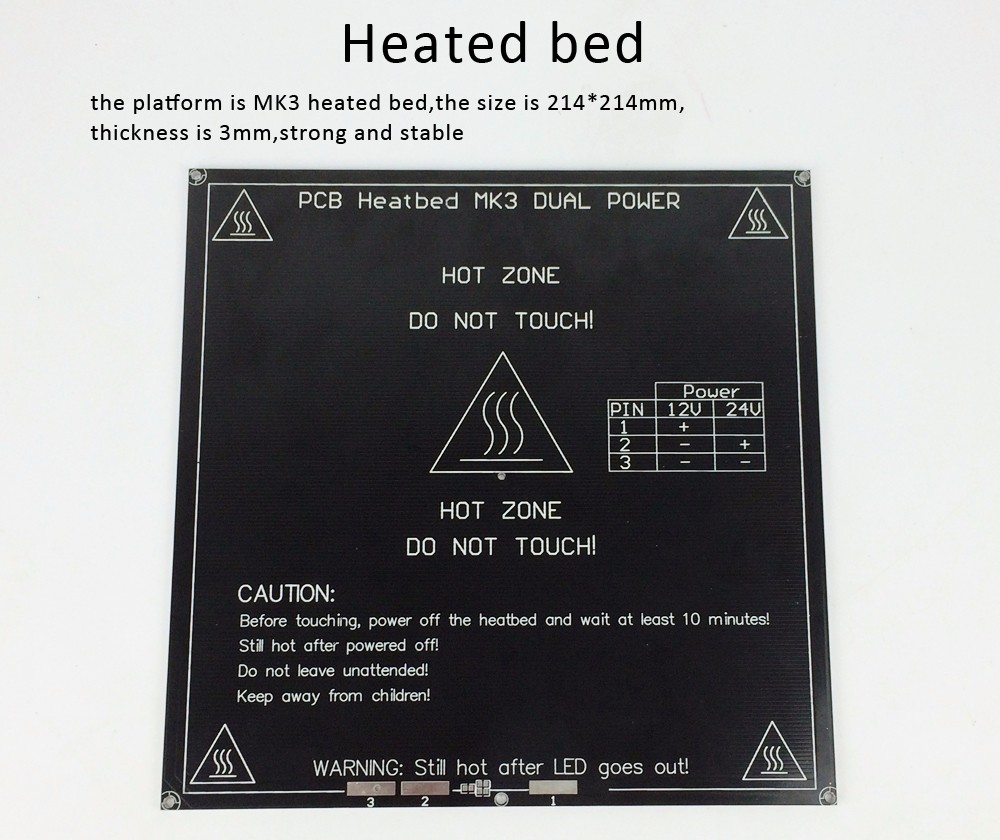 Heated bed
the platform is MK3 heated bed,the size is 214*214mm,
thickness is 3mm,strong and stable
PCB Heatbed MK3 DUAL POWER
HOT ZONE
DO NOT TOUCH!
Power
PIN 12V 24V
1 +
2 - +
3 - -
HOT ZONE
DO NOT TOUCH!
CAUTION:
Before touching, power off the heatbed and wait at least 10 minutes!
Still hot after powered off!
Do not leave unattended!
Keep away from children!
WARNING: Still hot after LED goes out!
3 2 1